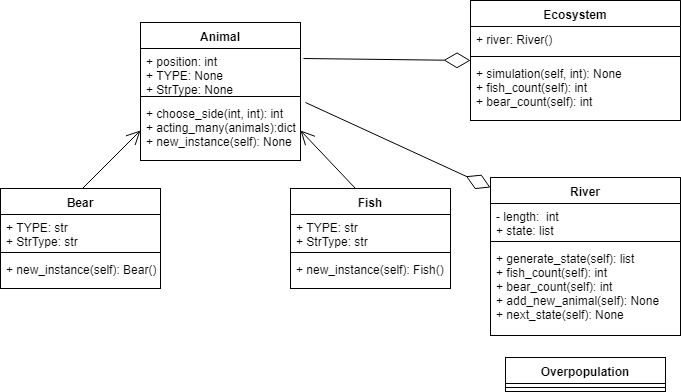 Animal
+ position: int
+ TYPE: None
+ StrType: None
+ choose_side(int, int): int
+ acting_many(animals):dict
+ new_instance(self): None
Ecosystem
+ river: River()
+ simulation(self, int): None
+ fish_count(self): int
+ bear_count(self): int
Bear
+ TYPE: str
+ StrType: str
+ new_instance(self): Bear()
Fish
+ TYPE: str
+ StrType: str
+ new_instance(self): Fish()
River
- length:  int
+ state: list
+ generate_state(self): list
+ fish_count(self): int
+ bear_count(self): int
+ add_new_animal(self): None
+ next_state(self): None
Overpopulation